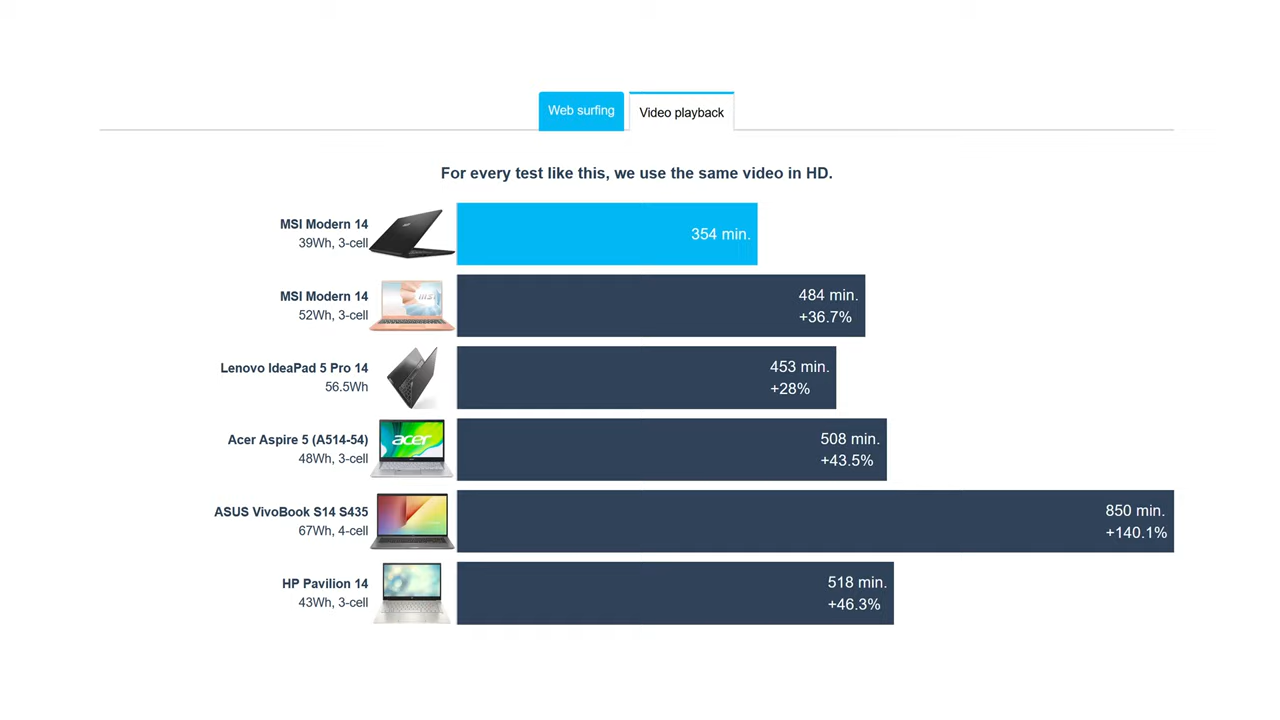 Web surfing
Video playback
For every test like this, we use the same video in HD.
MSI Modern 14
39Wh, 3-cell
354 min.
MSI Modern 14
52Wh, 3-cell
msi
484 min.
+36.7%
Lenovo IdeaPad 5 Pro 14
56.5Wh
453 min.
+28%
Acer Aspire 5 (A514-54)
48Wh, 3-cell
acer
508 min.
+43.5%
ASUS VivoBook S14 S435
67Wh, 4-cell
850 min.
+140.1%
HP Pavilion 14
43Wh, 3-cell
518 min.
+46.3%